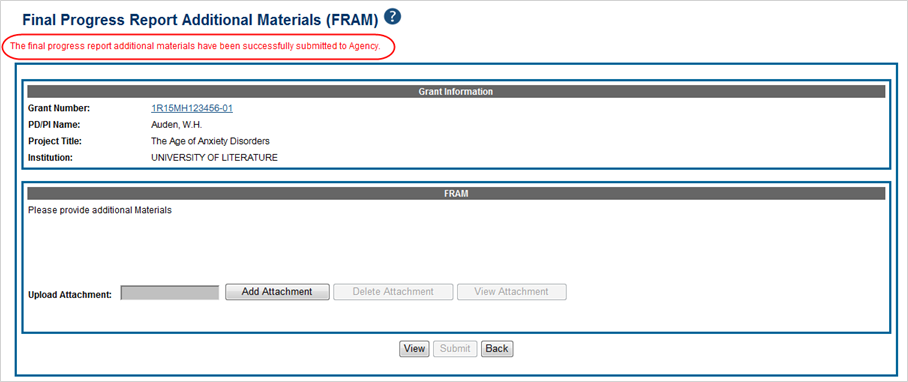 Final Progress Report Additional Materials (FRAM) ?
The final progress report additional materials have been successfully submitted to Agency.
Grant Information
Grant Number: 1R15MH123456-01
PD/PI Name: Auden, W.H.
Project Title: The Age of Anxiety Disorders
Institution: UNIVERSITY OF LITERATURE
FRAM
Please provide additional Materials
Upload Attachment: Add Attachment Delete Attachment View Attachment
View Submit Back